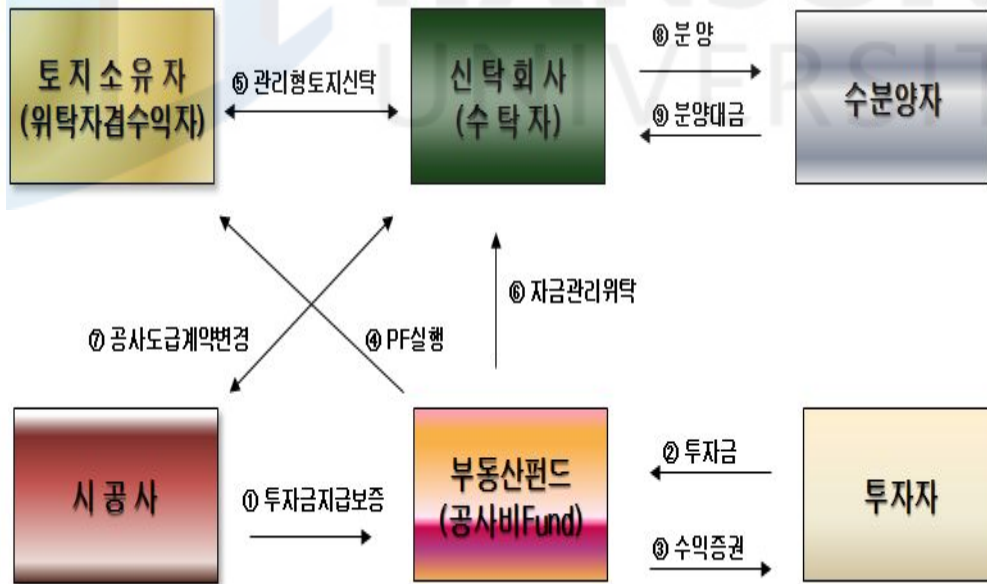 UNIVERSIT
토지소유자
(위탁자겸수익자)
⑤ 관리형토지신탁
신탁회사
(수탁자)
⑧ 분양
⑨ 분양대금
수분양자
⑥ 자금관리위탁
⑦ 공사도급계약변경
④ PF실행
시공사
① 투자금지급보증
부동산펀드
(공사비Fund)
② 투자금
③ 수익증권
투자자